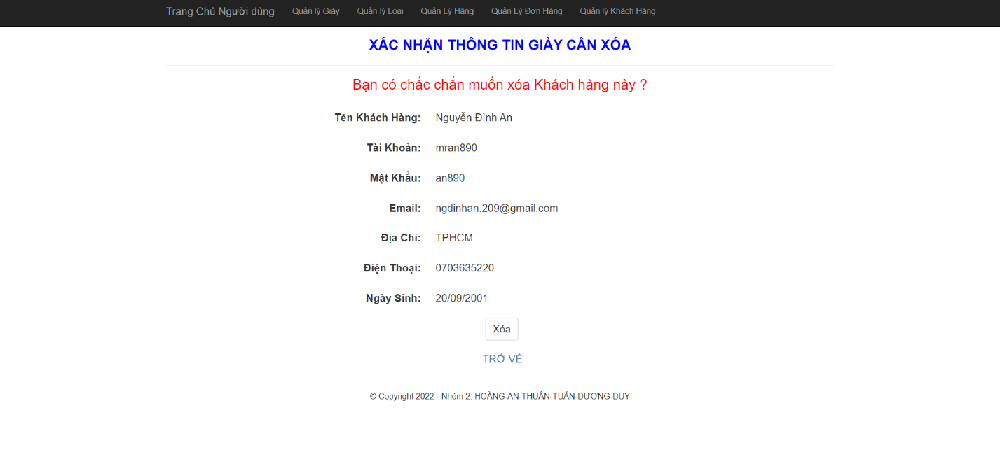 Trang Chủ Người dùng Quản lý Giày Quản lý Loại Quản Lý Hãng Quản Lý Đơn Hàng Quản lý Khách Hàng
XÁC NHẬN THÔNG TIN GIÀY CẦN XÓA
Bạn có chắc chắn muốn xóa Khách hàng này ?
Tên Khách Hàng: Nguyễn Đình An
Tài Khoản: mran890
Mật Khẩu: an890
Email: ngdinhan.209@gmail.com
Địa Chỉ: TPHCM
Điện Thoại: 0703635220
Ngày Sinh: 20/09/2001
Xóa
TRỞ VỀ
© Copyright 2022 - Nhóm 2: HOÀNG-AN-THUẬN-TUẤN-DƯƠNG-DUY